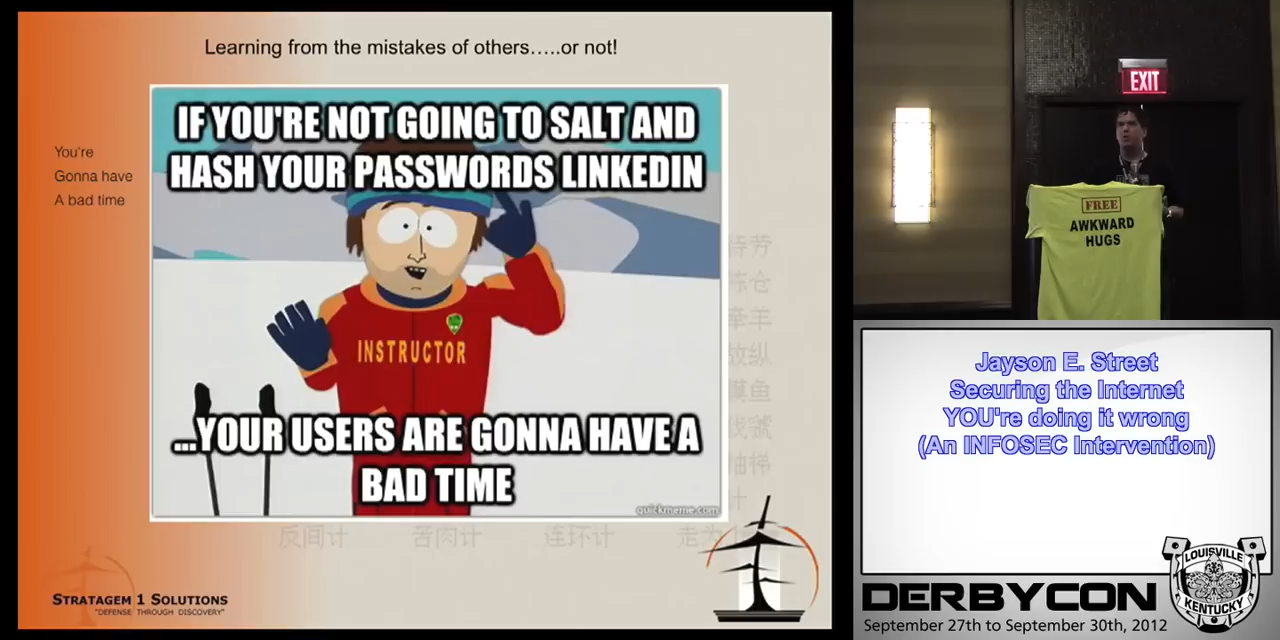 Learning from the mistakes of others.....or not!
You're
Gonna have
A bad time
IF YOU'RE NOT GOING TO SALT AND
HASH YOUR PASSWORDS LINKEDIN
INSTRUCTOR
...YOUR USERS ARE GONNA HAVE A
BAD TIME
quickmeme.com
反间计
苦肉计
连环计
走为
STRATAGEM 1 SOLUTIONS
"DEFENSE THROUGH DISCOVERY"
EXIT
FREE
AWKWARD
HUGS
Jayson E. Street
Securing the Internet
YOU're doing it wrong
(An INFOSEC Intervention)
LOUISVILLE
KENTUCKY
DERBYCON
September 27th to September 30th, 2012